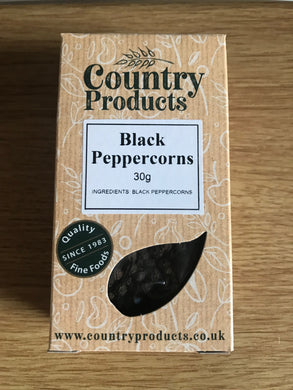 Country
Products
Black
Peppercorns
30g
INGREDIENTS BLACK PEPPERCORNS
Quality
SINCE 1983
Fine Foods
www.countryproducts.co.uk